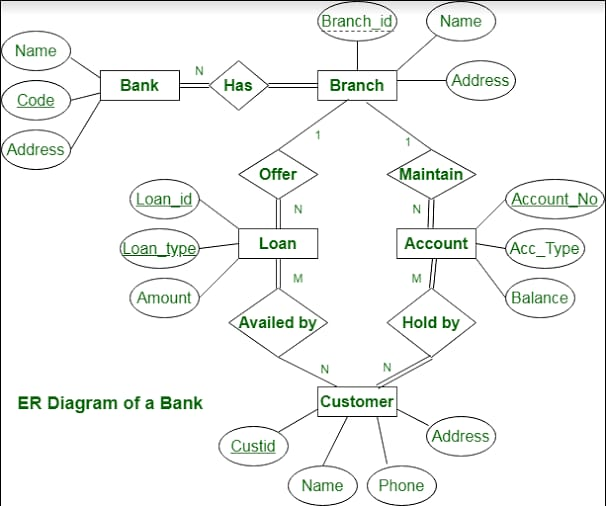 Branch_id
Name
Name
N
Bank
Has
Branch
Address
Code
Address
1
1
Offer
Maintain
Loan_id
N
N
Account_No
Loan_type
Loan
Account
Acc_Type
M
M
Amount
Balance
Availed by
Hold by
N
N
ER Diagram of a Bank
Customer
Custid
Address
Name
Phone